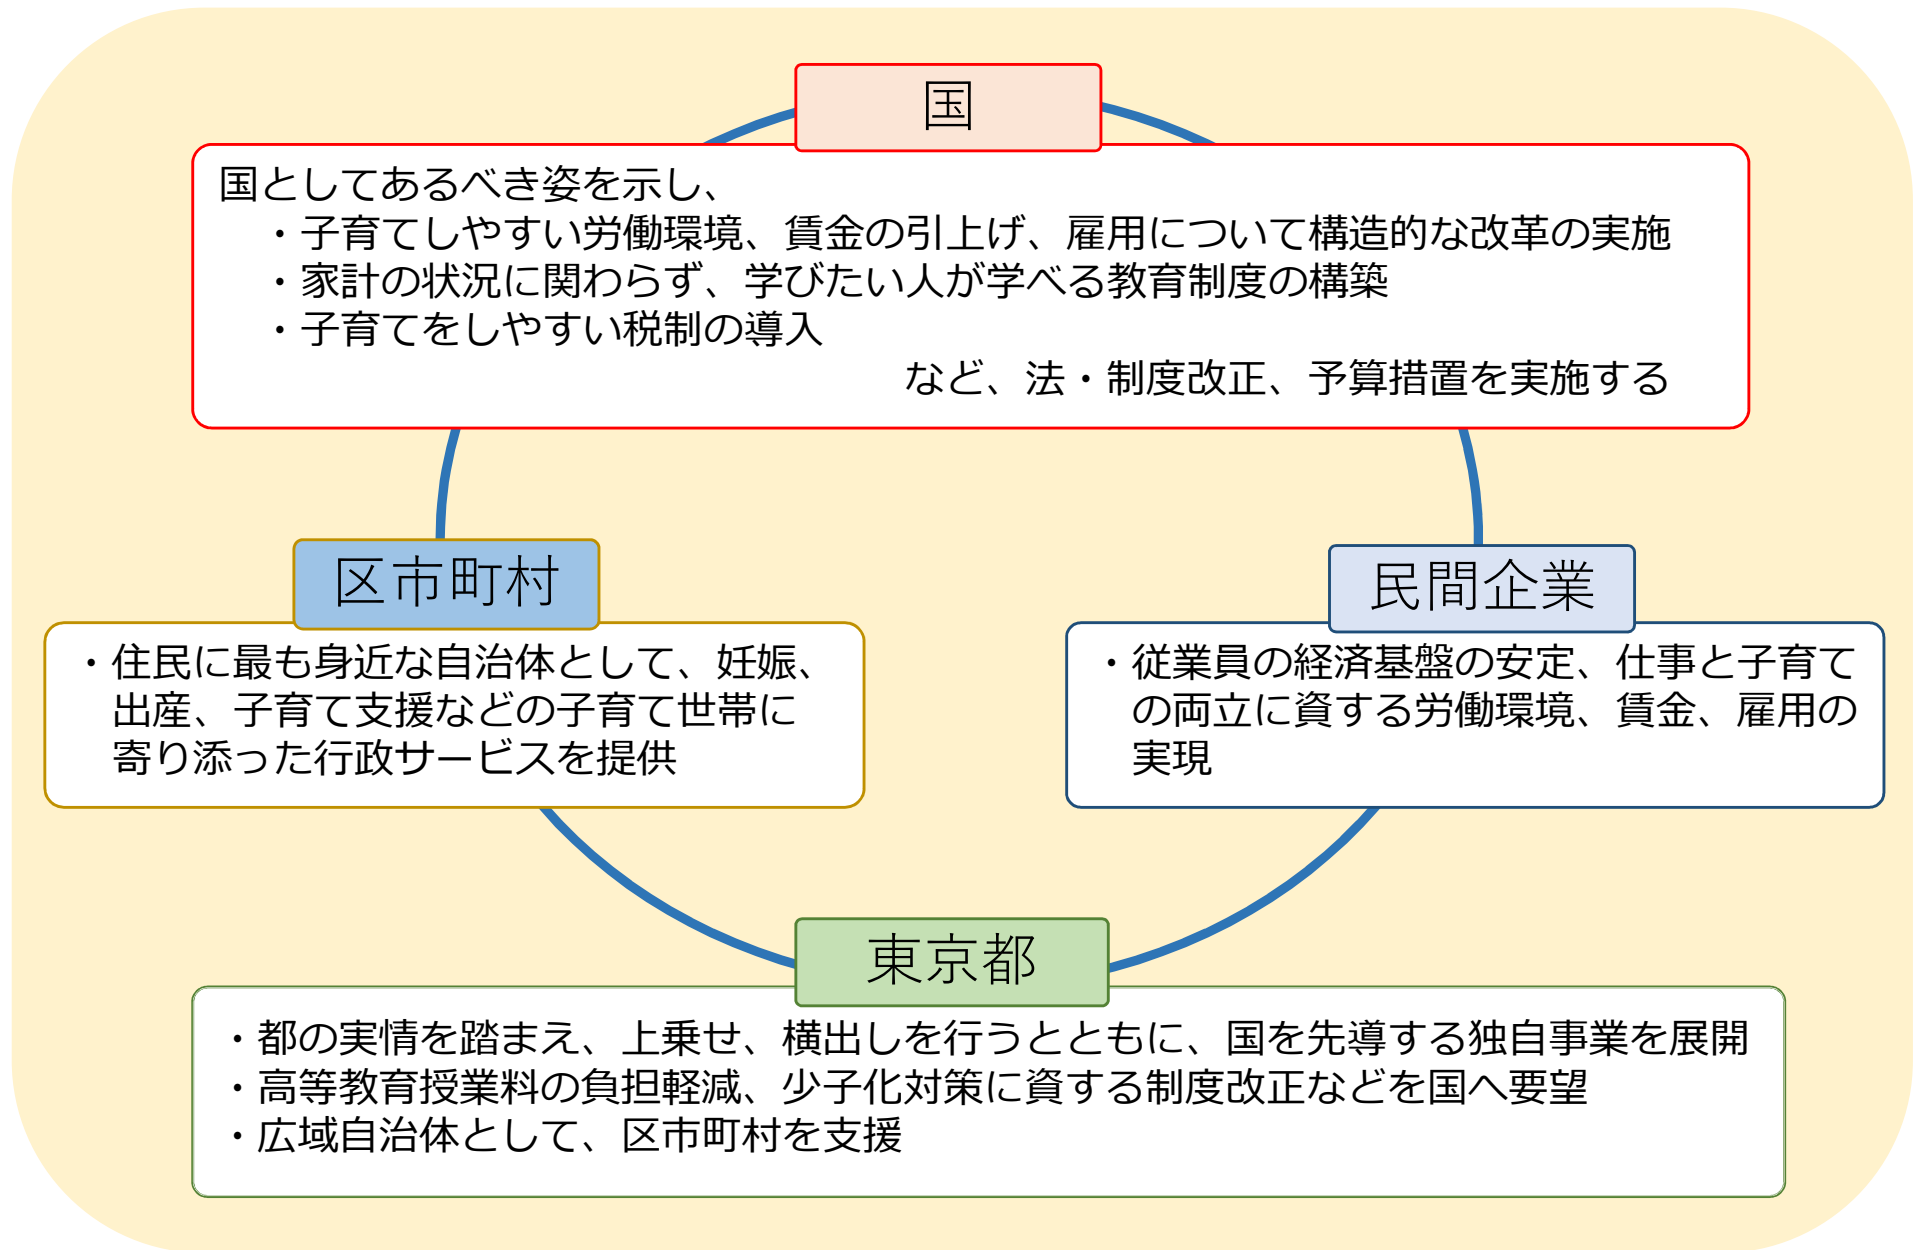 国
国としてあるべき姿を示し、
・子育てしやすい労働環境、賃金の引上げ、雇用について構造的な改革の実施
・家計の状況に関わらず、学びたい人が学べる教育制度の構築
・子育てをしやすい税制の導入
など、法・制度改正、予算措置を実施する
区市町村
・住民に最も身近な自治体として、妊娠、
出産、子育て支援などの子育て世帯に
寄り添った行政サービスを提供
民間企業
・従業員の経済基盤の安定、仕事と子育て
の両立に資する労働環境、賃金、雇用の
実現
東京都
・都の実情を踏まえ、上乗せ、横出しを行うとともに、国を先導する独自事業を展開
・高等教育授業料の負担軽減、少子化対策に資する制度改正などを国へ要望
・広域自治体として、区市町村を支援